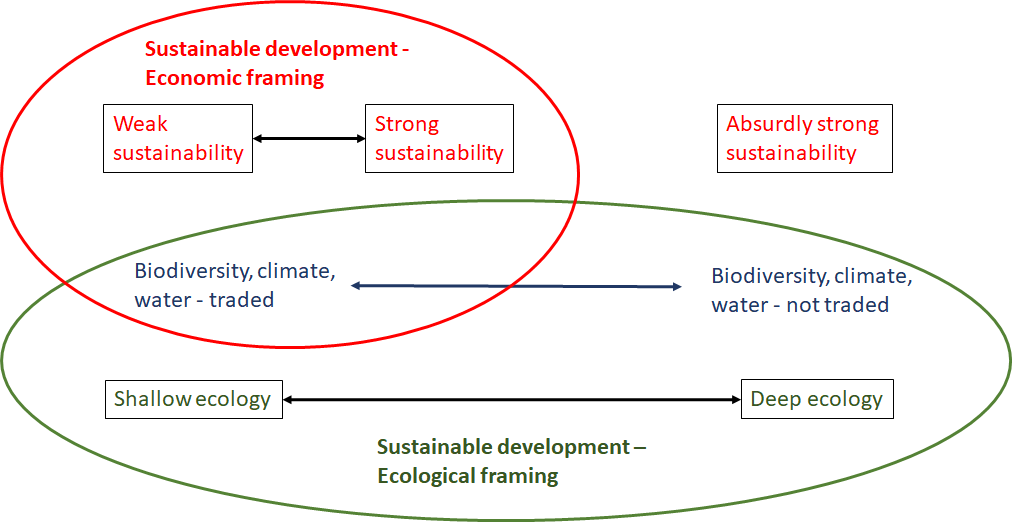 Sustainable development -
Economic framing
Weak
sustainability
Strong
sustainability
Absurdly strong
sustainability
Biodiversity, climate,
water - traded
Biodiversity, climate,
water - not traded
Shallow ecology
Deep ecology
Sustainable development –
Ecological framing